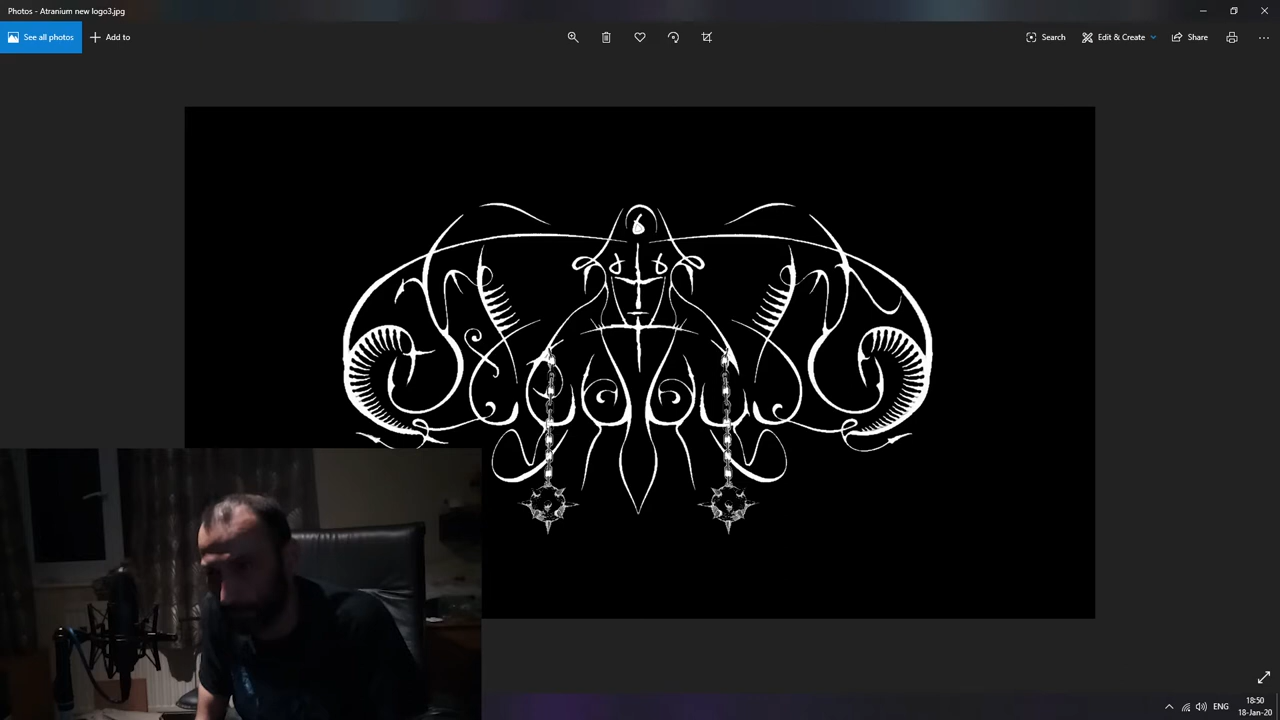 Photos - Atranium new logo3.jpg
See all photos
Add to
Search
Edit & Create
Share
ENG
18:50
18-Jan-20